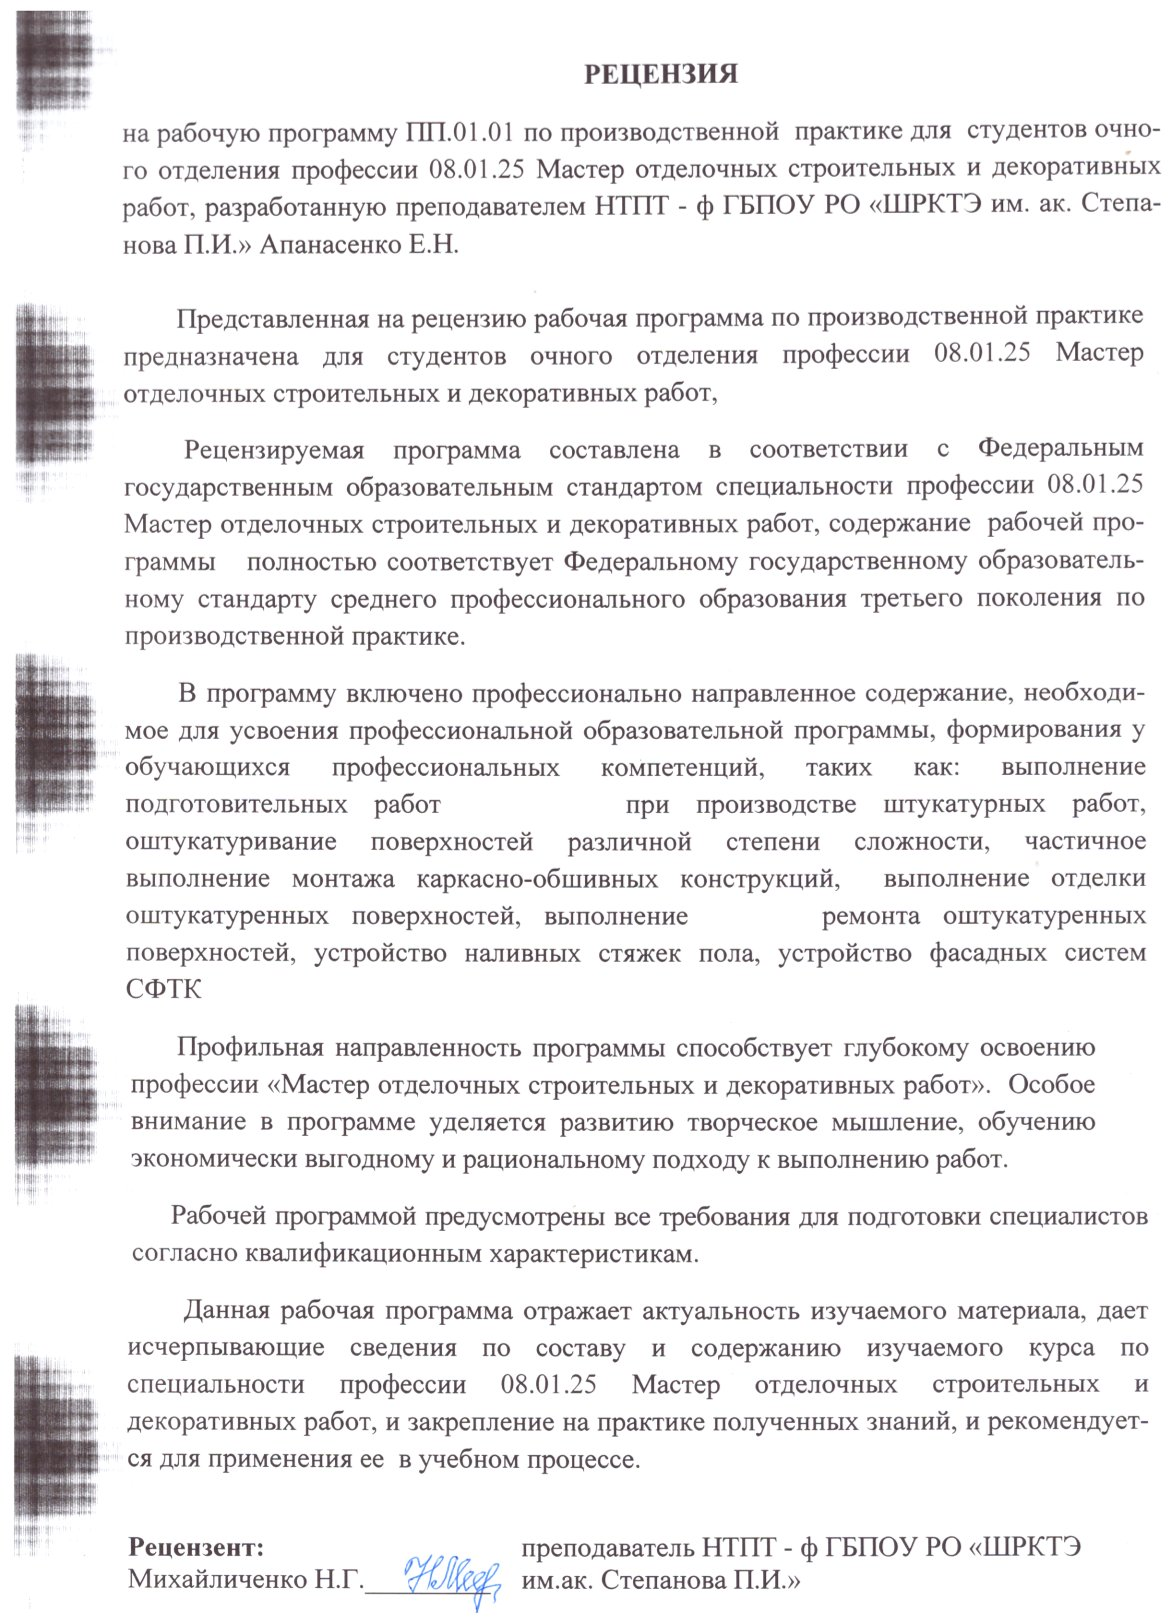 РЕЦЕНЗИЯ
на рабочую программу ПП.01.01 по производственной практике для студентов очно-
го отделения профессии 08.01.25 Мастер отделочных строительных и декоративных
работ, разработанную преподавателем НТПТ - ф ГБПОУ РО «ШРКТЭ им. ак. Степа-
нова П.И.» Апанасенко Е.Н.
Представленная на рецензию рабочая программа по производственной практике
предназначена для студентов очного отделения профессии 08.01.25 Мастер
отделочных строительных и декоративных работ,
Рецензируемая программа составлена в соответствии с Федеральным
государственным образовательным стандартом специальности профессии 08.01.25
Мастер отделочных строительных и декоративных работ, содержание рабочей про-
граммы полностью соответствует Федеральному государственному образователь-
ному стандарту среднего профессионального образования третьего поколения по
производственной практике.
В программу включено профессионально направленное содержание, необходи-
мое для усвоения профессиональной образовательной программы, формирования у
обучающихся профессиональных компетенций, таких как: выполнение
подготовительных работ при производстве штукатурных работ,
оштукатуривание поверхностей различной степени сложности, частичное
выполнение монтажа каркасно-обшивных конструкций, выполнение отделки
оштукатуренных поверхностей, выполнение ремонта оштукатуренных
поверхностей, устройство наливных стяжек пола, устройство фасадных систем
СФТК
Профильная направленность программы способствует глубокому освоению
профессии «Мастер отделочных строительных и декоративных работ». Особое
внимание в программе уделяется развитию творческое мышление, обучению
экономически выгодному и рациональному подходу к выполнению работ.
Рабочей программой предусмотрены все требования для подготовки специалистов
согласно квалификационным характеристикам.
Данная рабочая программа отражает актуальность изучаемого материала, дает
исчерпывающие сведения по составу и содержанию изучаемого курса по
специальности профессии 08.01.25 Мастер отделочных строительных и
декоративных работ, и закрепление на практике полученных знаний, и рекомендует-
ся для применения ее в учебном процессе.
Рецензент: преподаватель НТПТ - ф ГБПОУ РО «ШРКТЭ
Михайличенко Н.Г.________ им.ак. Степанова П.И.»